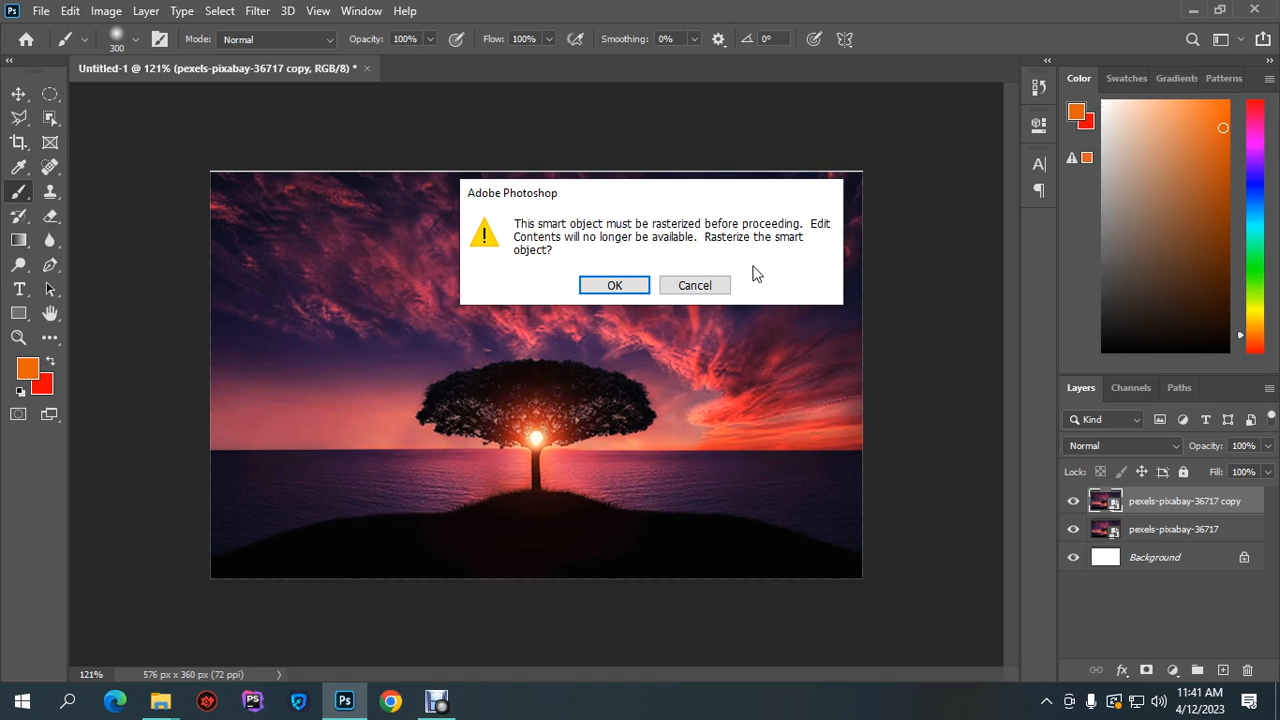 Ps File Edit Image Layer Type Select Filter 3D View Window Help
300 Mode: Normal Opacity: 100% Flow: 100% Smoothing: 0% 0°
Untitled-1 @ 121% (pexels-pixabay-36717 copy, RGB/8) * ×
Color Swatches Gradients Patterns
Adobe Photoshop
This smart object must be rasterized before proceeding. Edit
Contents will no longer be available. Rasterize the smart
object?
OK Cancel
Layers Channels Paths
Kind
Normal Opacity: 100%
Lock: Fill: 100%
pexels-pixabay-36717 copy
pexels-pixabay-36717
Background
121% 576 px x 360 px (72 ppi)
PS Ps
11:41 AM
4/12/2023